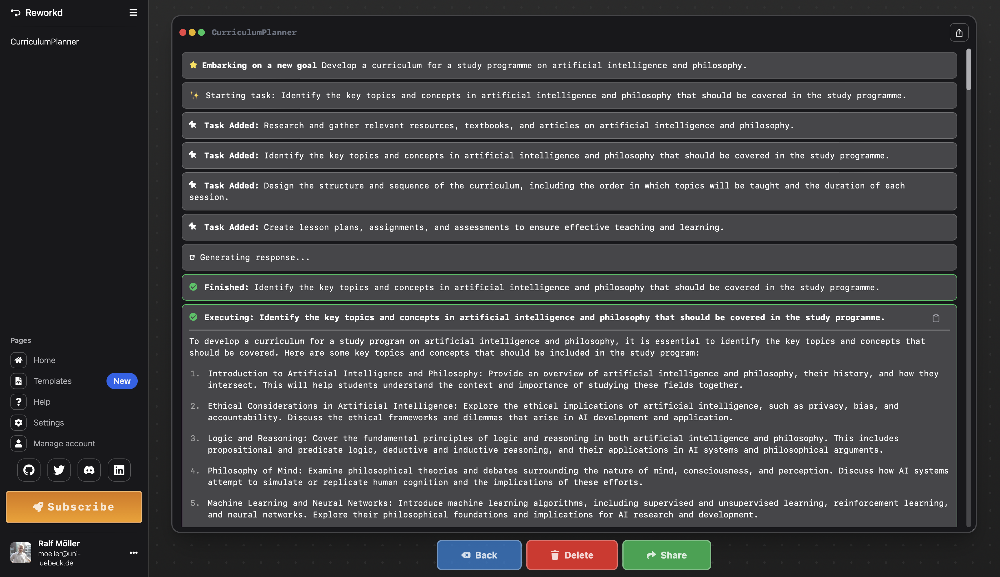 Reworkd
CurriculumPlanner
Pages
Home
Templates
New
Help
Settings
Manage account
Subscribe
Ralf Möller
moeller@uni-
luebeck.de
CurriculumPlanner
Embarking on a new goal Develop a curriculum for a study programme on artificial intelligence and philosophy.
Starting task: Identify the key topics and concepts in artificial intelligence and philosophy that should be covered in the study programme.
Task Added: Research and gather relevant resources, textbooks, and articles on artificial intelligence and philosophy.
Task Added: Identify the key topics and concepts in artificial intelligence and philosophy that should be covered in the study programme.
Task Added: Design the structure and sequence of the curriculum, including the order in which topics will be taught and the duration of each
session.
Task Added: Create lesson plans, assignments, and assessments to ensure effective teaching and learning.
Generating response...
Finished: Identify the key topics and concepts in artificial intelligence and philosophy that should be covered in the study programme.
Executing: Identify the key topics and concepts in artificial intelligence and philosophy that should be covered in the study programme.
To develop a curriculum for a study program on artificial intelligence and philosophy, it is essential to identify the key topics and concepts that
should be covered. Here are some key topics and concepts that should be included in the study program:
1. Introduction to Artificial Intelligence and Philosophy: Provide an overview of artificial intelligence and philosophy, their history, and how they
intersect. This will help students understand the context and importance of studying these fields together.
2. Ethical Considerations in Artificial Intelligence: Explore the ethical implications of artificial intelligence, such as privacy, bias, and
accountability. Discuss the ethical frameworks and dilemmas that arise in AI development and application.
3. Logic and Reasoning: Cover the fundamental principles of logic and reasoning in both artificial intelligence and philosophy. This includes
propositional and predicate logic, deductive and inductive reasoning, and their applications in AI systems and philosophical arguments.
4. Philosophy of Mind: Examine philosophical theories and debates surrounding the nature of mind, consciousness, and perception. Discuss how AI systems
attempt to simulate or replicate human cognition and the implications of these efforts.
5. Machine Learning and Neural Networks: Introduce machine learning algorithms, including supervised and unsupervised learning, reinforcement learning,
and neural networks. Explore their philosophical foundations and implications for AI research and development.
Back
Delete
Share